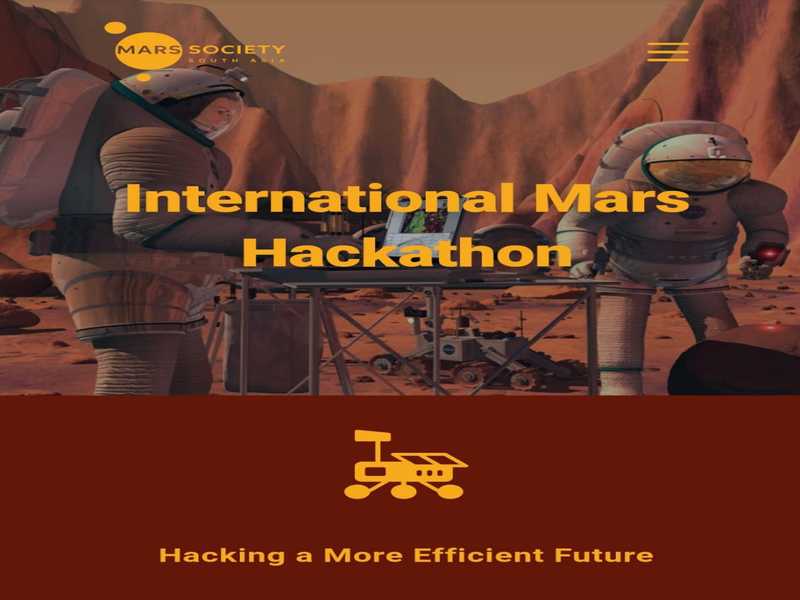 MARS SOCIETY
SOUTH ASIA
International Mars
Hackathon
Hacking a More Efficient Future